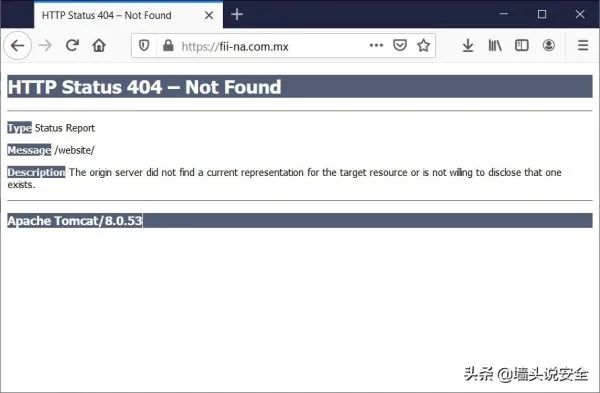 HTTP Status 404 – Not Found
https://fii-na.com.mx
HTTP Status 404 – Not Found
Type Status Report
Message /website/
Description The origin server did not find a current representation for the target resource or is not willing to disclose that one
exists.
Apache Tomcat/8.0.53
头条 @墙头说安全